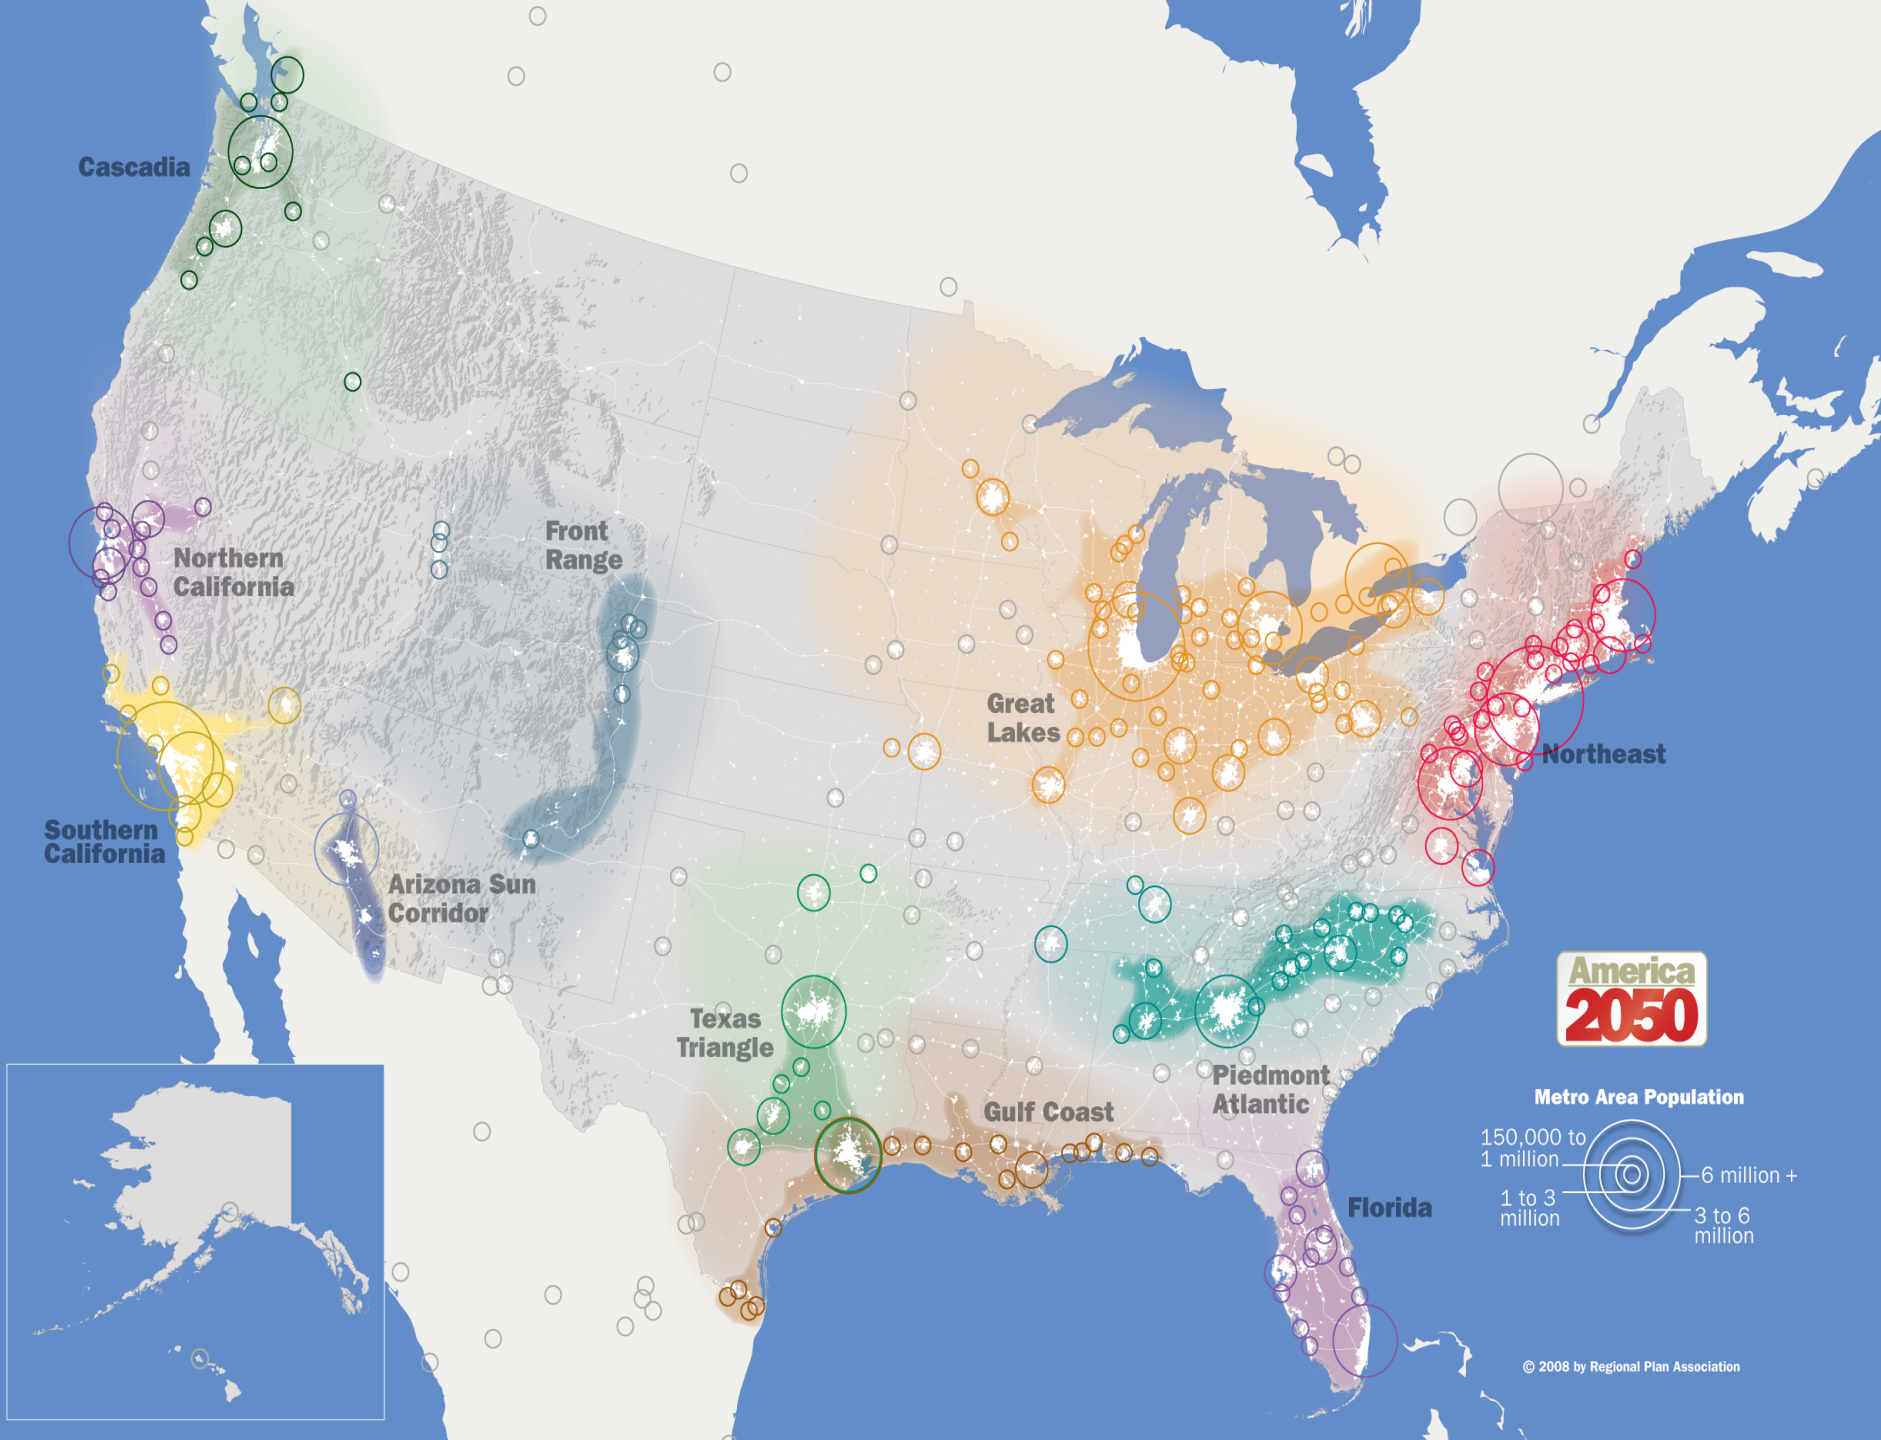 Cascadia
Northern
California
Front
Range
Great
Lakes
Northeast
Southern
California
Arizona Sun
Corridor
Texas
Triangle
Gulf Coast
Piedmont
Atlantic
Florida
America
2050
Metro Area Population
150,000 to
1 million
1 to 3
million
6 million +
3 to 6
million
© 2008 by Regional Plan Association